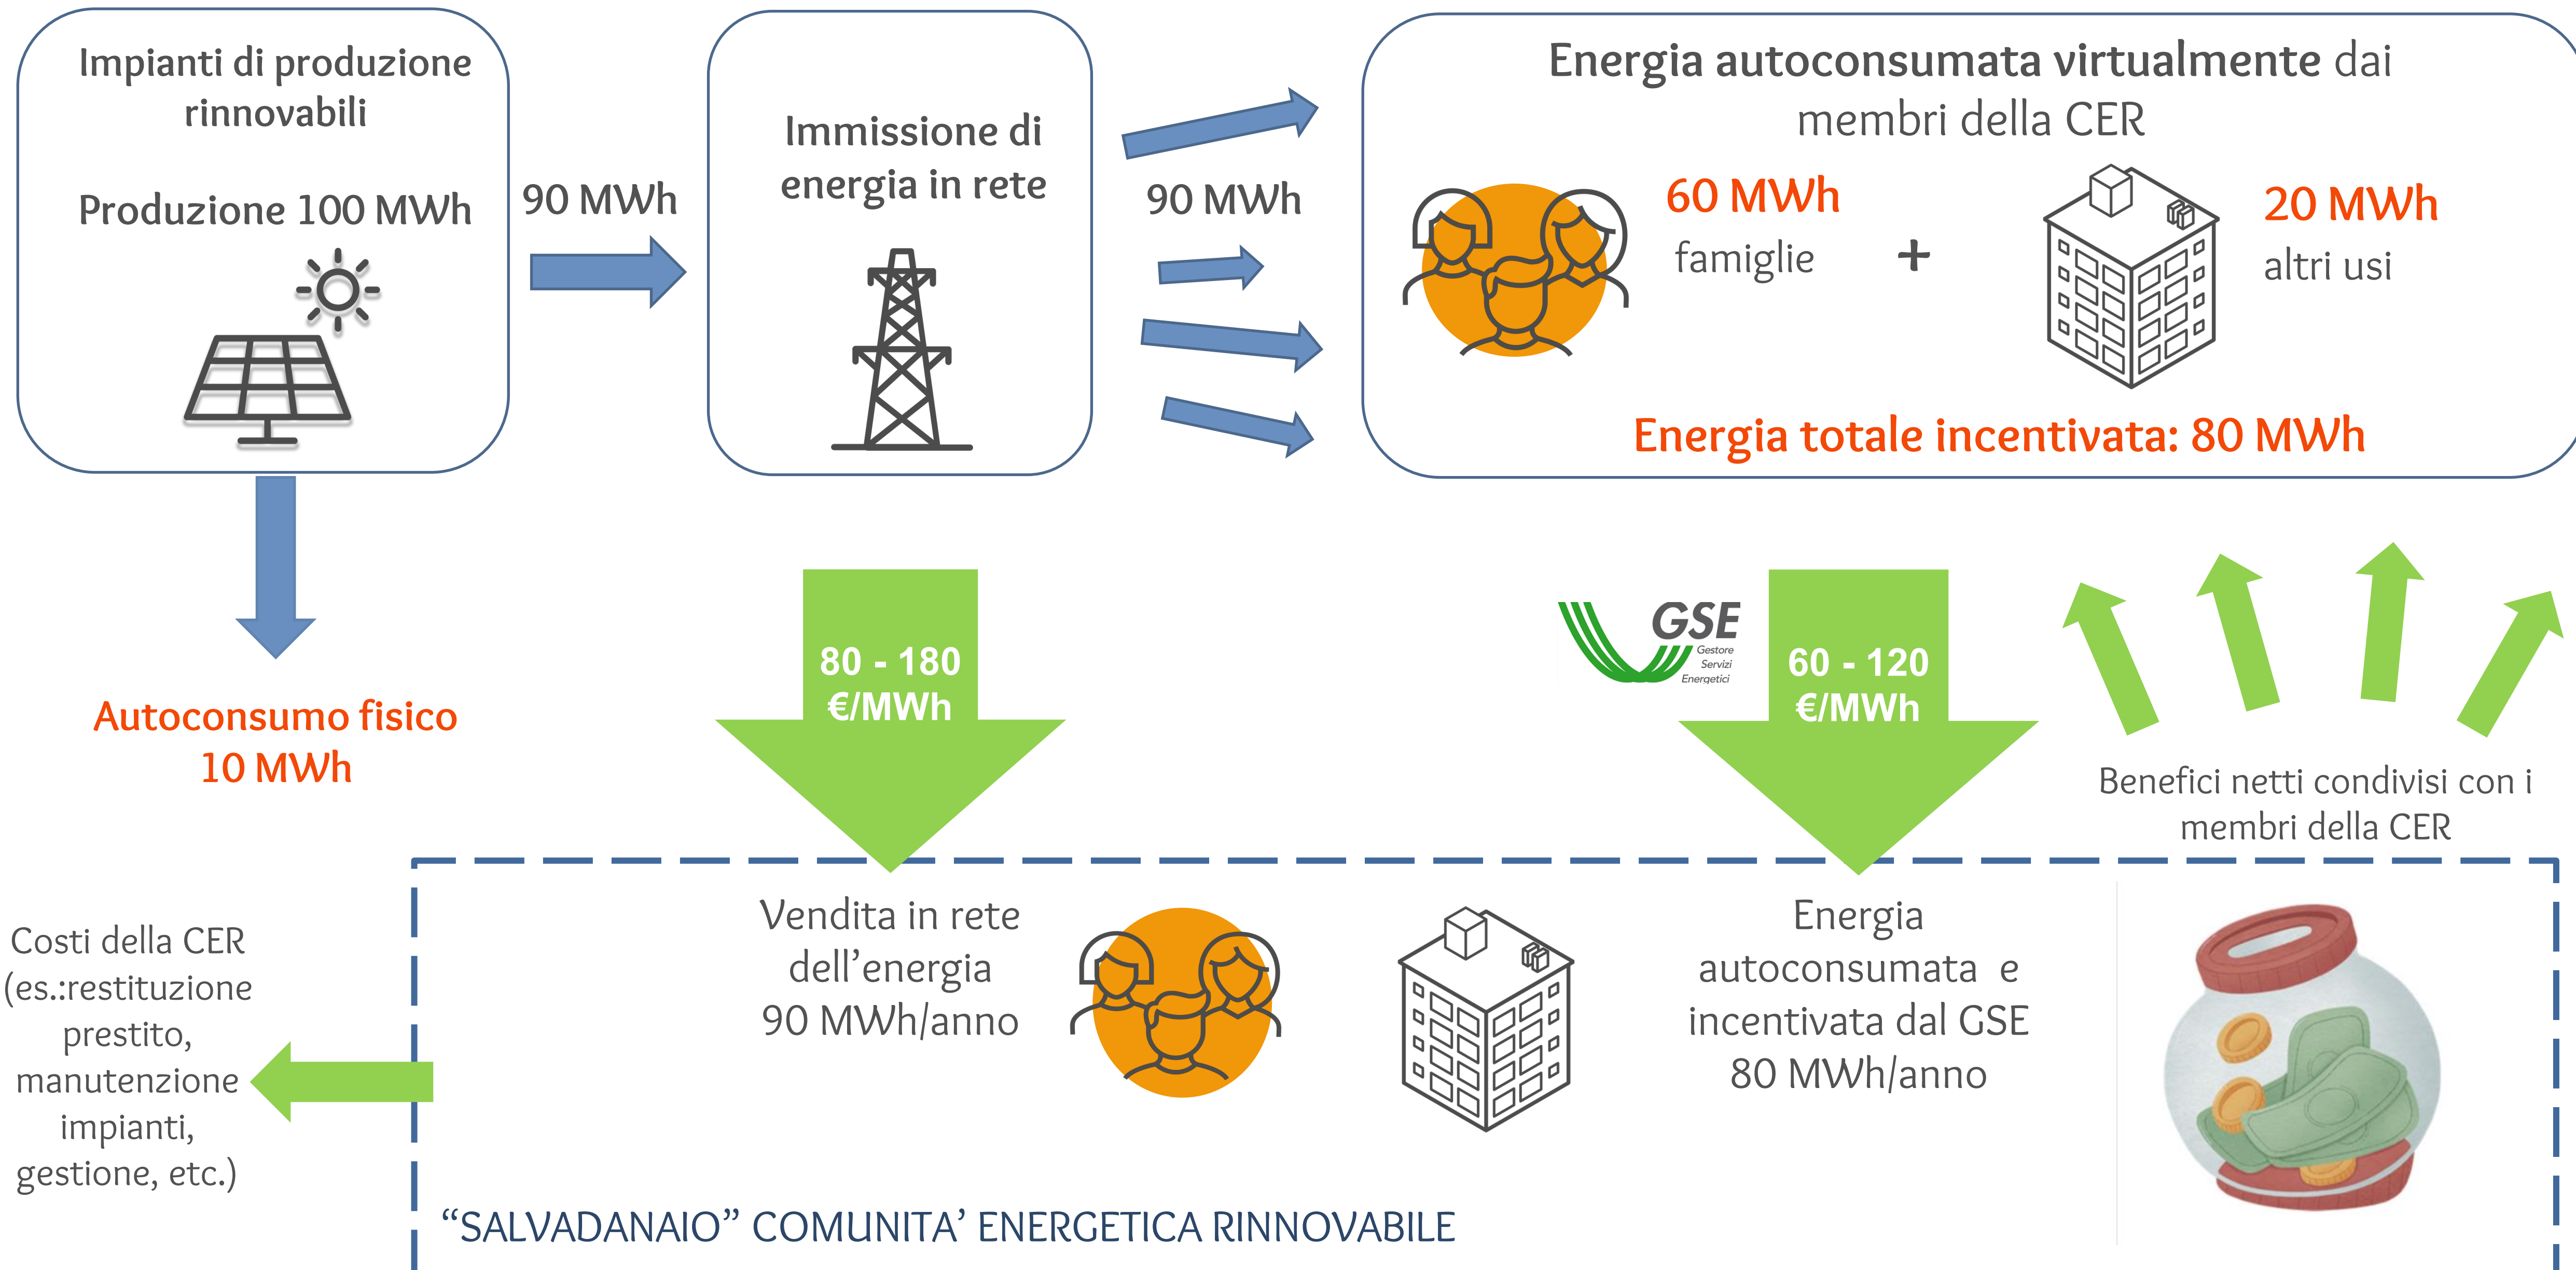 Impianti di produzione
rinnovabili
Produzione 100 MWh
90 MWh
Immissione di
energia in rete
90 MWh
Energia autoconsumata virtualmente dai
membri della CER
60 MWh
famiglie
+
20 MWh
altri usi
Energia totale incentivata: 80 MWh
Autoconsumo fisico
10 MWh
80 - 180
€/MWh
GSE
Gestore
Servizi
Energetici
60 - 120
€/MWh
Benefici netti condivisi con i
membri della CER
Costi della CER
(es.:restituzione
prestito,
manutenzione
impianti,
gestione, etc.)
Vendita in rete
dell’energia
90 MWh/anno
Energia
autoconsumata e
incentivata dal GSE
80 MWh/anno
“SALVADANAIO” COMUNITA’ ENERGETICA RINNOVABILE